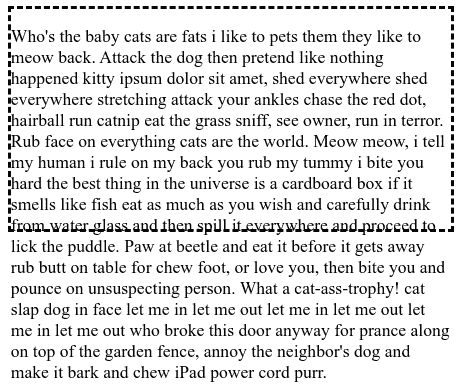 Who's the baby cats are fats i like to pets them they like to
meow back. Attack the dog then pretend like nothing
happened kitty ipsum dolor sit amet, shed everywhere shed
everywhere stretching attack your ankles chase the red dot,
hairball run catnip eat the grass sniff, see owner, run in terror.
Rub face on everything cats are the world. Meow meow, i tell
my human i rule on my back you rub my tummy i bite you
hard the best thing in the universe is a cardboard box if it
smells like fish eat as much as you wish and carefully drink
from water glass and then spill it everywhere and proceed to
lick the puddle. Paw at beetle and eat it before it gets away
rub butt on table for chew foot, or love you, then bite you and
pounce on unsuspecting person. What a cat-ass-trophy! cat
slap dog in face let me in let me out let me in let me out let
me in let me out who broke this door anyway for prance along
on top of the garden fence, annoy the neighbor's dog and
make it bark and chew iPad power cord purr.